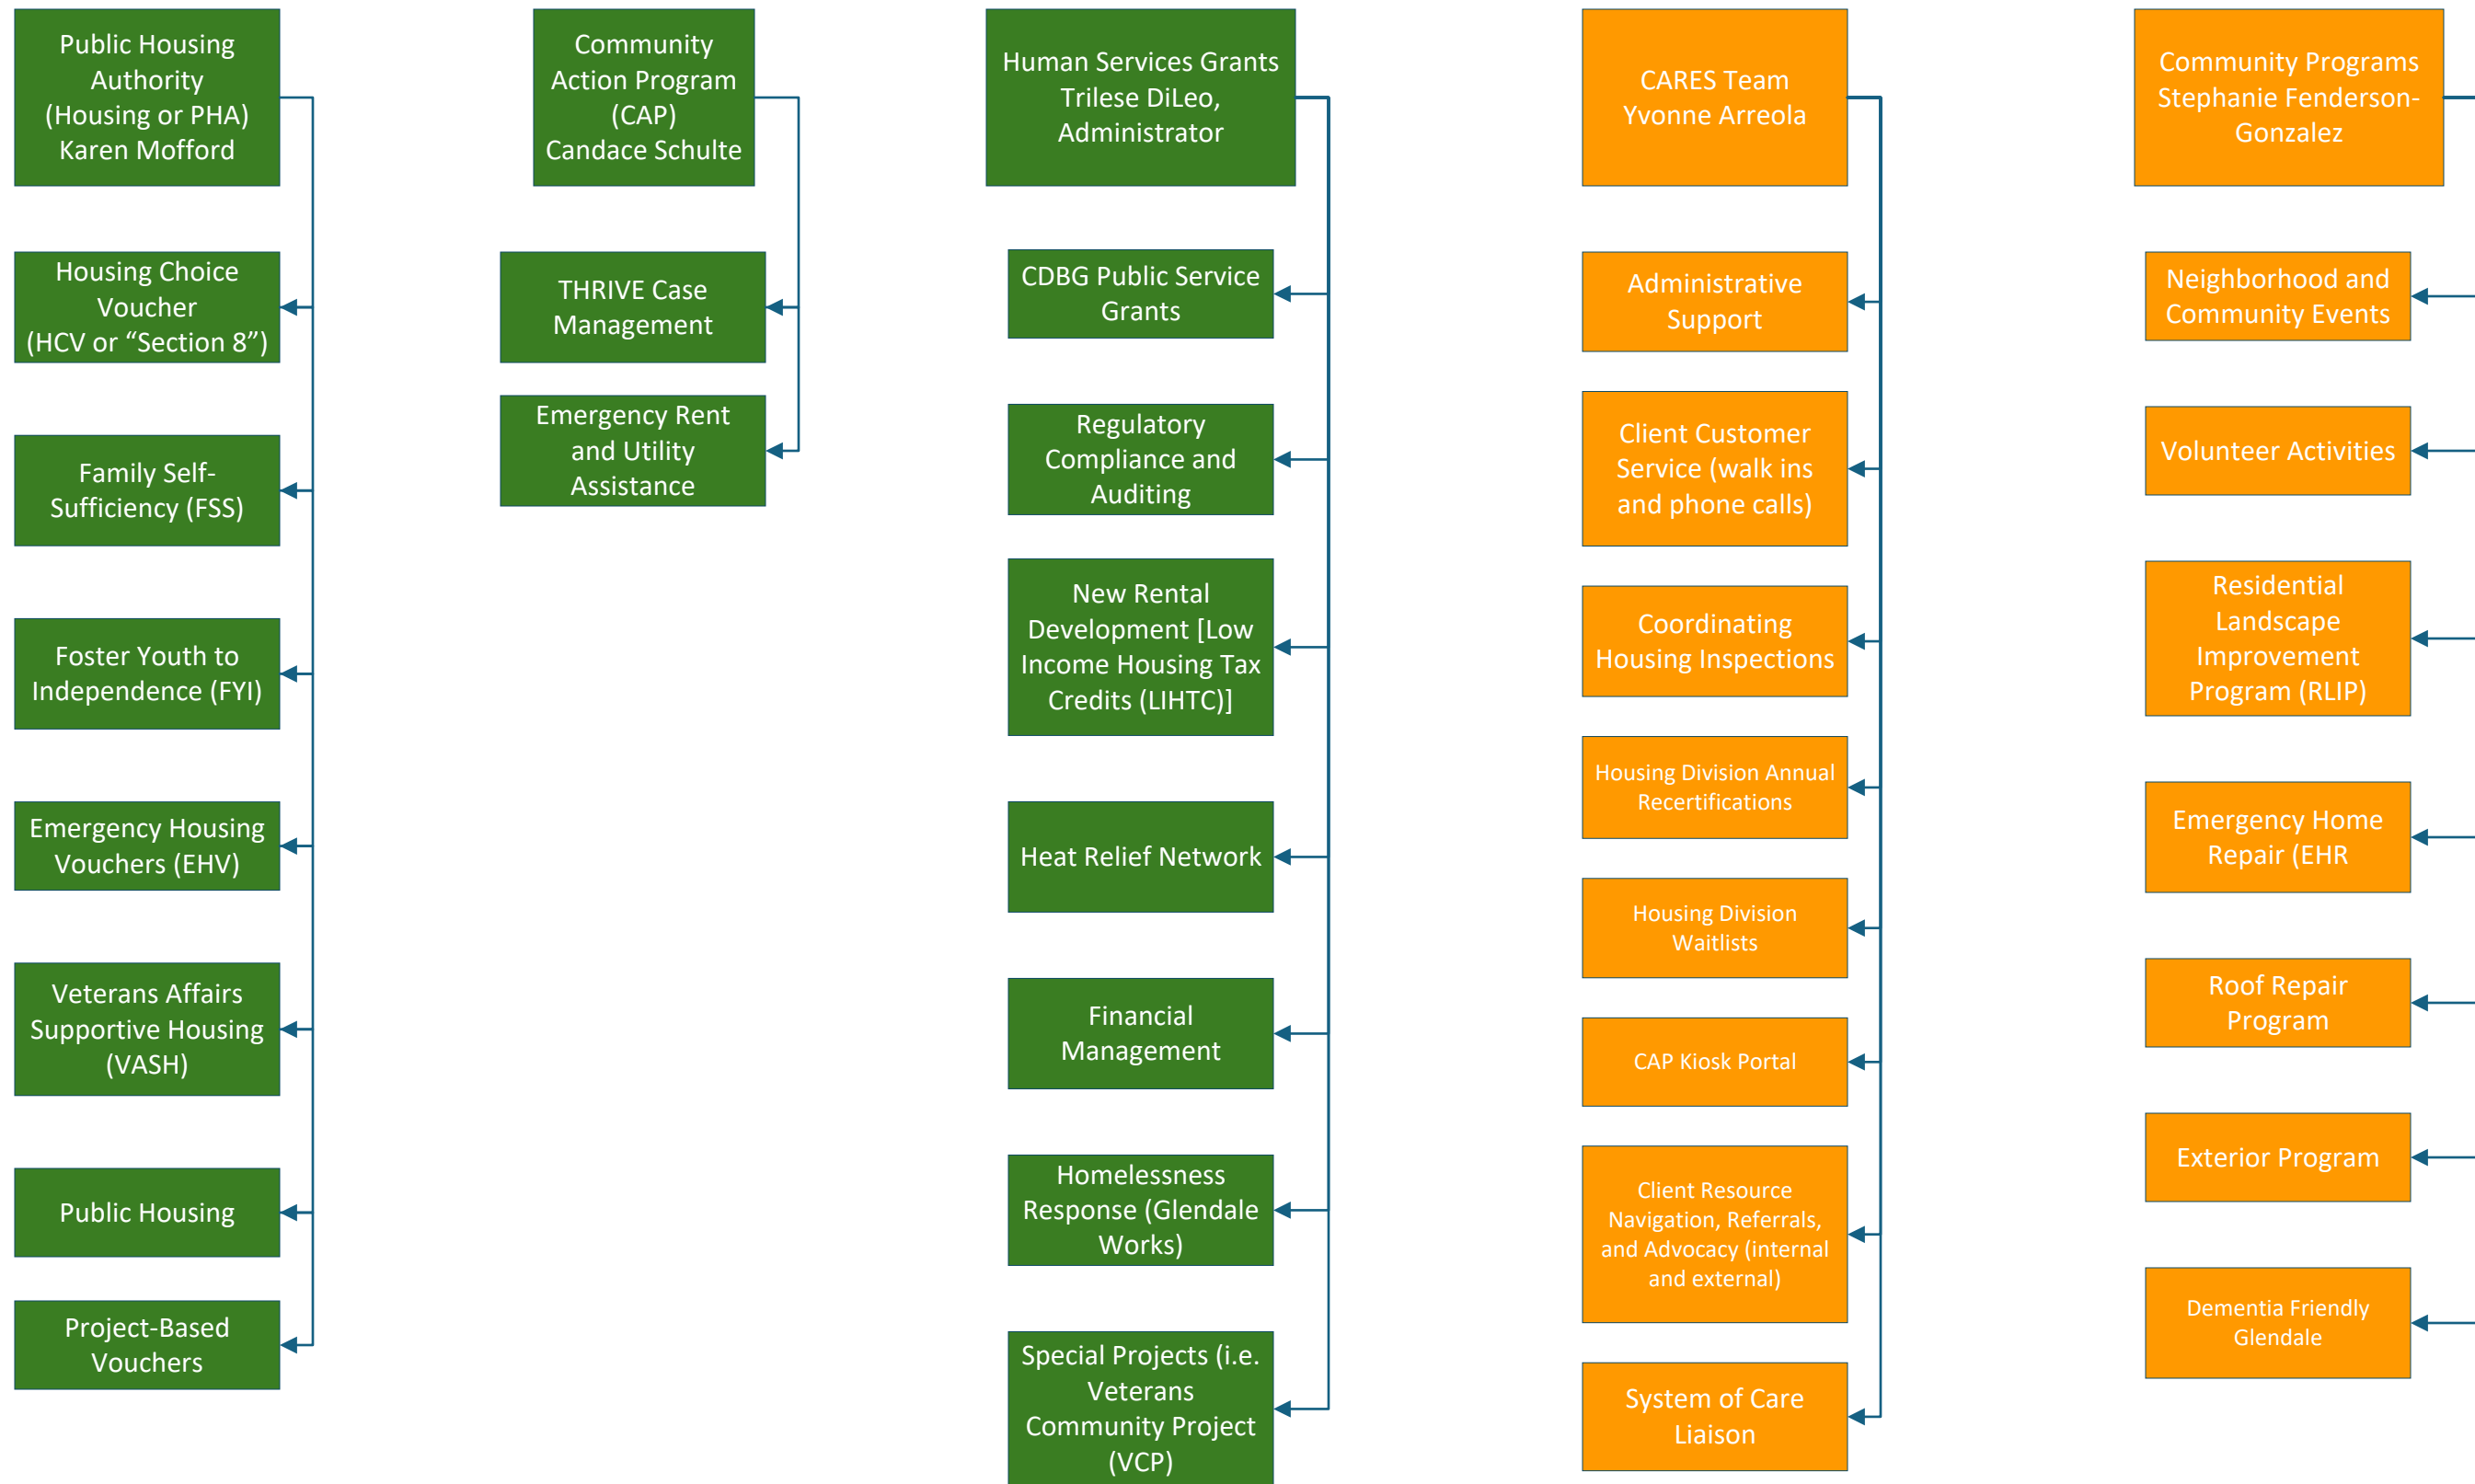 Public Housing
Authority
(Housing or PHA)
Karen Mofford
Housing Choice
Voucher
(HCV or “Section 8”)
Family Self-
Sufficiency (FSS)
Foster Youth to
Independence (FYI)
Emergency Housing
Vouchers (EHV)
Veterans Affairs
Supportive Housing
(VASH)
Public Housing
Project-Based
Vouchers
Community
Action Program
(CAP)
Candace Schulte
THRIVE Case
Management
Emergency Rent
and Utility
Assistance
Human Services Grants
Trilese DiLeo,
Administrator
CDBG Public Service
Grants
Regulatory
Compliance and
Auditing
New Rental
Development [Low
Income Housing Tax
Credits (LIHTC)]
Heat Relief Network
Financial
Management
Homelessness
Response (Glendale
Works)
Special Projects (i.e.
Veterans
Community Project
(VCP)
CARES Team
Yvonne Arreola
Administrative
Support
Client Customer
Service (walk ins
and phone calls)
Coordinating
Housing Inspections
Housing Division Annual
Recertifications
Housing Division
Waitlists
CAP Kiosk Portal
Client Resource
Navigation, Referrals,
and Advocacy (internal
and external)
System of Care
Liaison
Community Programs
Stephanie Fenderson-
Gonzalez
Neighborhood and
Community Events
Volunteer Activities
Residential
Landscape
Improvement
Program (RLIP)
Emergency Home
Repair (EHR
Roof Repair
Program
Exterior Program
Dementia Friendly
Glendale